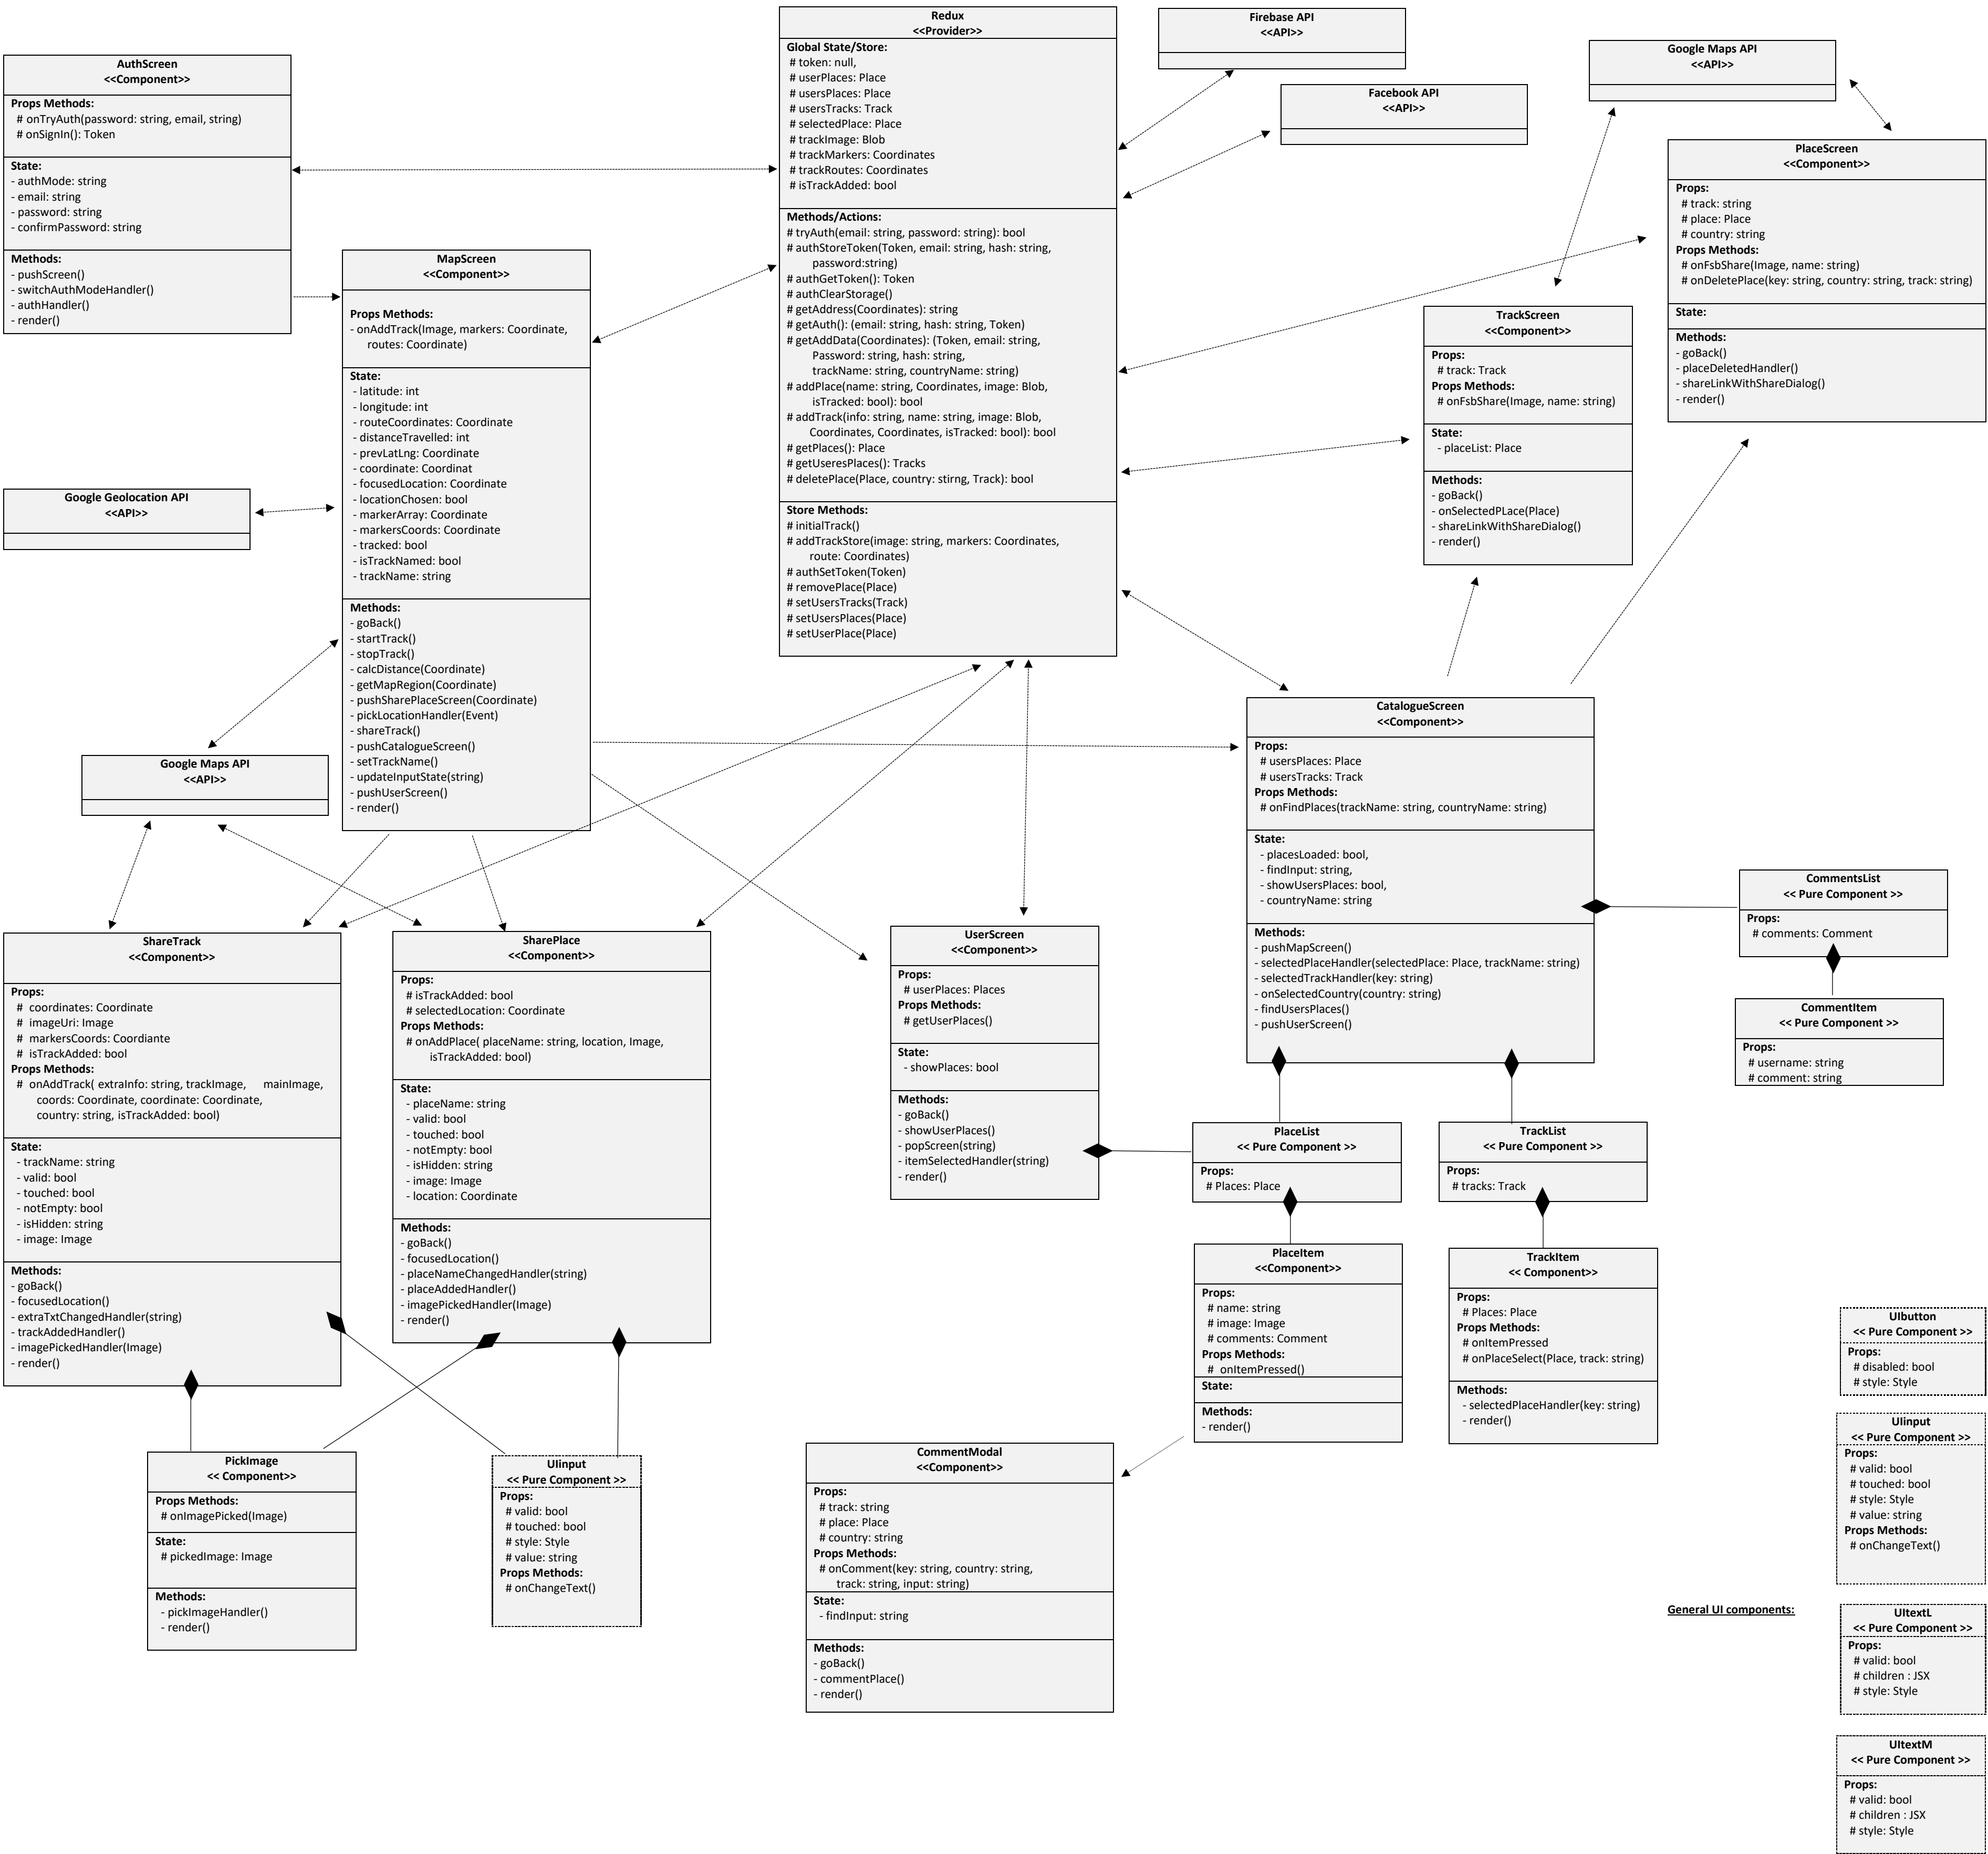 Redux
<<Provider>>
Global State/Store:
# token: null,
# userPlaces: Place
# usersPlaces: Place
# usersTracks: Track
# selectedPlace: Place
# trackImage: Blob
# trackMarkers: Coordinates
# trackRoutes: Coordinates
# isTrackAdded: bool
Methods/Actions:
# tryAuth(email: string, password: string): bool
# authStoreToken(Token, email: string, hash: string,
password:string)
# authGetToken(): Token
# authClearStorage()
# getAddress(Coordinates): string
# getAuth(): (email: string, hash: string, Token)
# getAddData(Coordinates): (Token, email: string,
Password: string, hash: string,
trackName: string, countryName: string)
# addPlace(name: string, Coordinates, image: Blob,
isTracked: bool): bool
# addTrack(info: string, name: string, image: Blob,
Coordinates, Coordinates, isTracked: bool): bool
# getPlaces(): Place
# getUseresPlaces(): Tracks
# deletePlace(Place, country: stirng, Track): bool
Store Methods:
# initialTrack()
# addTrackStore(image: string, markers: Coordinates,
route: Coordinates)
# authSetToken(Token)
# removePlace(Place)
# setUsersTracks(Track)
# setUsersPlaces(Place)
# setUserPlace(Place)
Firebase API
<<API>>
Facebook API
<<API>>
Google Maps API
<<API>>
AuthScreen
<<Component>>
Props Methods:
# onTryAuth(password: string, email, string)
# onSignIn(): Token
State:
- authMode: string
- email: string
- password: string
- confirmPassword: string
Methods:
- pushScreen()
- switchAuthModeHandler()
- authHandler()
- render()
PlaceScreen
<<Component>>
Props:
# track: string
# place: Place
# country: string
Props Methods:
# onFsbShare(Image, name: string)
# onDeletePlace(key: string, country: string, track: string)
State:
Methods:
- goBack()
- placeDeletedHandler()
- shareLinkWithShareDialog()
- render()
MapScreen
<<Component>>
Props Methods:
- onAddTrack(Image, markers: Coordinate,
routes: Coordinate)
State:
- latitude: int
- longitude: int
- routeCoordinates: Coordinate
- distanceTravelled: int
- prevLatLng: Coordinate
- coordinate: Coordinat
- focusedLocation: Coordinate
- locationChosen: bool
- markerArray: Coordinate
- markersCoords: Coordinate
- tracked: bool
- isTrackNamed: bool
- trackName: string
Methods:
- goBack()
- startTrack()
- stopTrack()
- calcDistance(Coordinate)
- getMapRegion(Coordinate)
- pushSharePlaceScreen(Coordinate)
- pickLocationHandler(Event)
- shareTrack()
- pushCatalogueScreen()
- setTrackName()
- updateInputState(string)
- pushUserScreen()
- render()
TrackScreen
<<Component>>
Props:
# track: Track
Props Methods:
# onFsbShare(Image, name: string)
State:
- placeList: Place
Methods:
- goBack()
- onSelectedPLace(Place)
- shareLinkWithShareDialog()
- render()
Google Geolocation API
<<API>>
Google Maps API
<<API>>
CatalogueScreen
<<Component>>
Props:
# usersPlaces: Place
# usersTracks: Track
Props Methods:
# onFindPlaces(trackName: string, countryName: string)
State:
- placesLoaded: bool,
- findInput: string,
- showUsersPlaces: bool,
- countryName: string
Methods:
- pushMapScreen()
- selectedPlaceHandler(selectedPlace: Place, trackName: string)
- selectedTrackHandler(key: string)
- onSelectedCountry(country: string)
- findUsersPlaces()
- pushUserScreen()
CommentsList
<< Pure Component >>
Props:
# comments: Comment
CommentItem
<< Pure Component >>
Props:
# username: string
# comment: string
ShareTrack
<<Component>>
Props:
# coordinates: Coordinate
# imageUri: Image
# markersCoords: Coordiante
# isTrackAdded: bool
Props Methods:
# onAddTrack( extraInfo: string, trackImage, mainImage,
coords: Coordinate, coordinate: Coordinate,
country: string, isTrackAdded: bool)
State:
- trackName: string
- valid: bool
- touched: bool
- notEmpty: bool
- isHidden: string
- image: Image
Methods:
- goBack()
- focusedLocation()
- extraTxtChangedHandler(string)
- trackAddedHandler()
- imagePickedHandler(Image)
- render()
SharePlace
<<Component>>
Props:
# isTrackAdded: bool
# selectedLocation: Coordinate
Props Methods:
# onAddPlace( placeName: string, location, Image,
isTrackAdded: bool)
State:
- placeName: string
- valid: bool
- touched: bool
- notEmpty: bool
- isHidden: string
- image: Image
- location: Coordinate
Methods:
- goBack()
- focusedLocation()
- placeNameChangedHandler(string)
- placeAddedHandler()
- imagePickedHandler(Image)
- render()
UserScreen
<<Component>>
Props:
# userPlaces: Places
Props Methods:
# getUserPlaces()
State:
- showPlaces: bool
Methods:
- goBack()
- showUserPlaces()
- popScreen(string)
- itemSelectedHandler(string)
- render()
PlaceList
<< Pure Component >>
Props:
# Places: Place
TrackList
<< Pure Component >>
Props:
# tracks: Track
PlaceItem
<<Component>>
Props:
# name: string
# image: Image
# comments: Comment
Props Methods:
# onItemPressed()
State:
Methods:
- render()
TrackItem
<< Component>>
Props:
# Places: Place
Props Methods:
# onItemPressed
# onPlaceSelect(Place, track: string)
Methods:
- selectedPlaceHandler(key: string)
- render()
PickImage
<< Component>>
Props Methods:
# onImagePicked(Image)
State:
# pickedImage: Image
Methods:
- pickImageHandler()
- render()
UIinput
<< Pure Component >>
Props:
# valid: bool
# touched: bool
# style: Style
# value: string
Props Methods:
# onChangeText()
CommentModal
<<Component>>
Props:
# track: string
# place: Place
# country: string
Props Methods:
# onComment(key: string, country: string,
track: string, input: string)
State:
- findInput: string
Methods:
- goBack()
- commentPlace()
- render()
General UI components:
UIbutton
<< Pure Component >>
Props:
# disabled: bool
# style: Style
UIinput
<< Pure Component >>
Props:
# valid: bool
# touched: bool
# style: Style
# value: string
Props Methods:
# onChangeText()
UItextL
<< Pure Component >>
Props:
# valid: bool
# children : JSX
# style: Style
UItextM
<< Pure Component >>
Props:
# valid: bool
# children : JSX
# style: Style